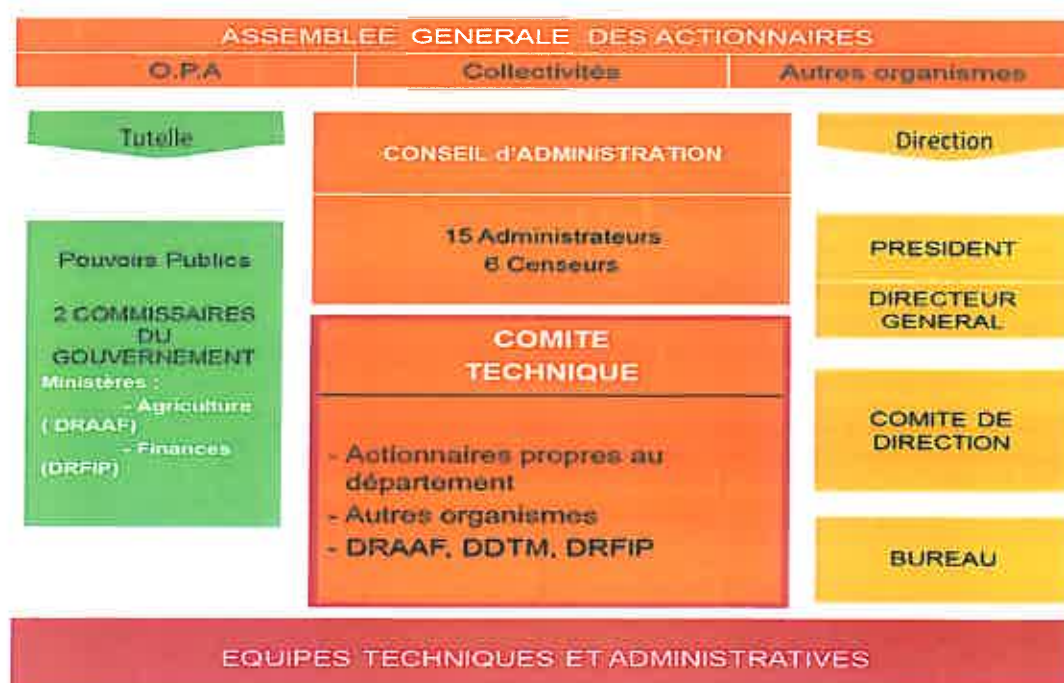 ASSEMBLEE GENERALE DES ACTIONNAIRES
O.P.A
Collectivités
Autres organismes
Tutelle
Pouvoirs Publics
2 COMMISSAIRES
DU
GOUVERNEMENT
Ministères :
- Agriculture
( DRAAF)
- Finances
(DRFIP)
CONSEIL d'ADMINISTRATION
15 Administrateurs
6 Censeurs
COMITE
TECHNIQUE
- Actionnaires propres au
département
- Autres organismes
- DRAAF, DDTM, DRFIP
Direction
PRESIDENT
DIRECTEUR
GENERAL
COMITE DE
DIRECTION
BUREAU
EQUIPES TECHNIQUES ET ADMINISTRATIVES